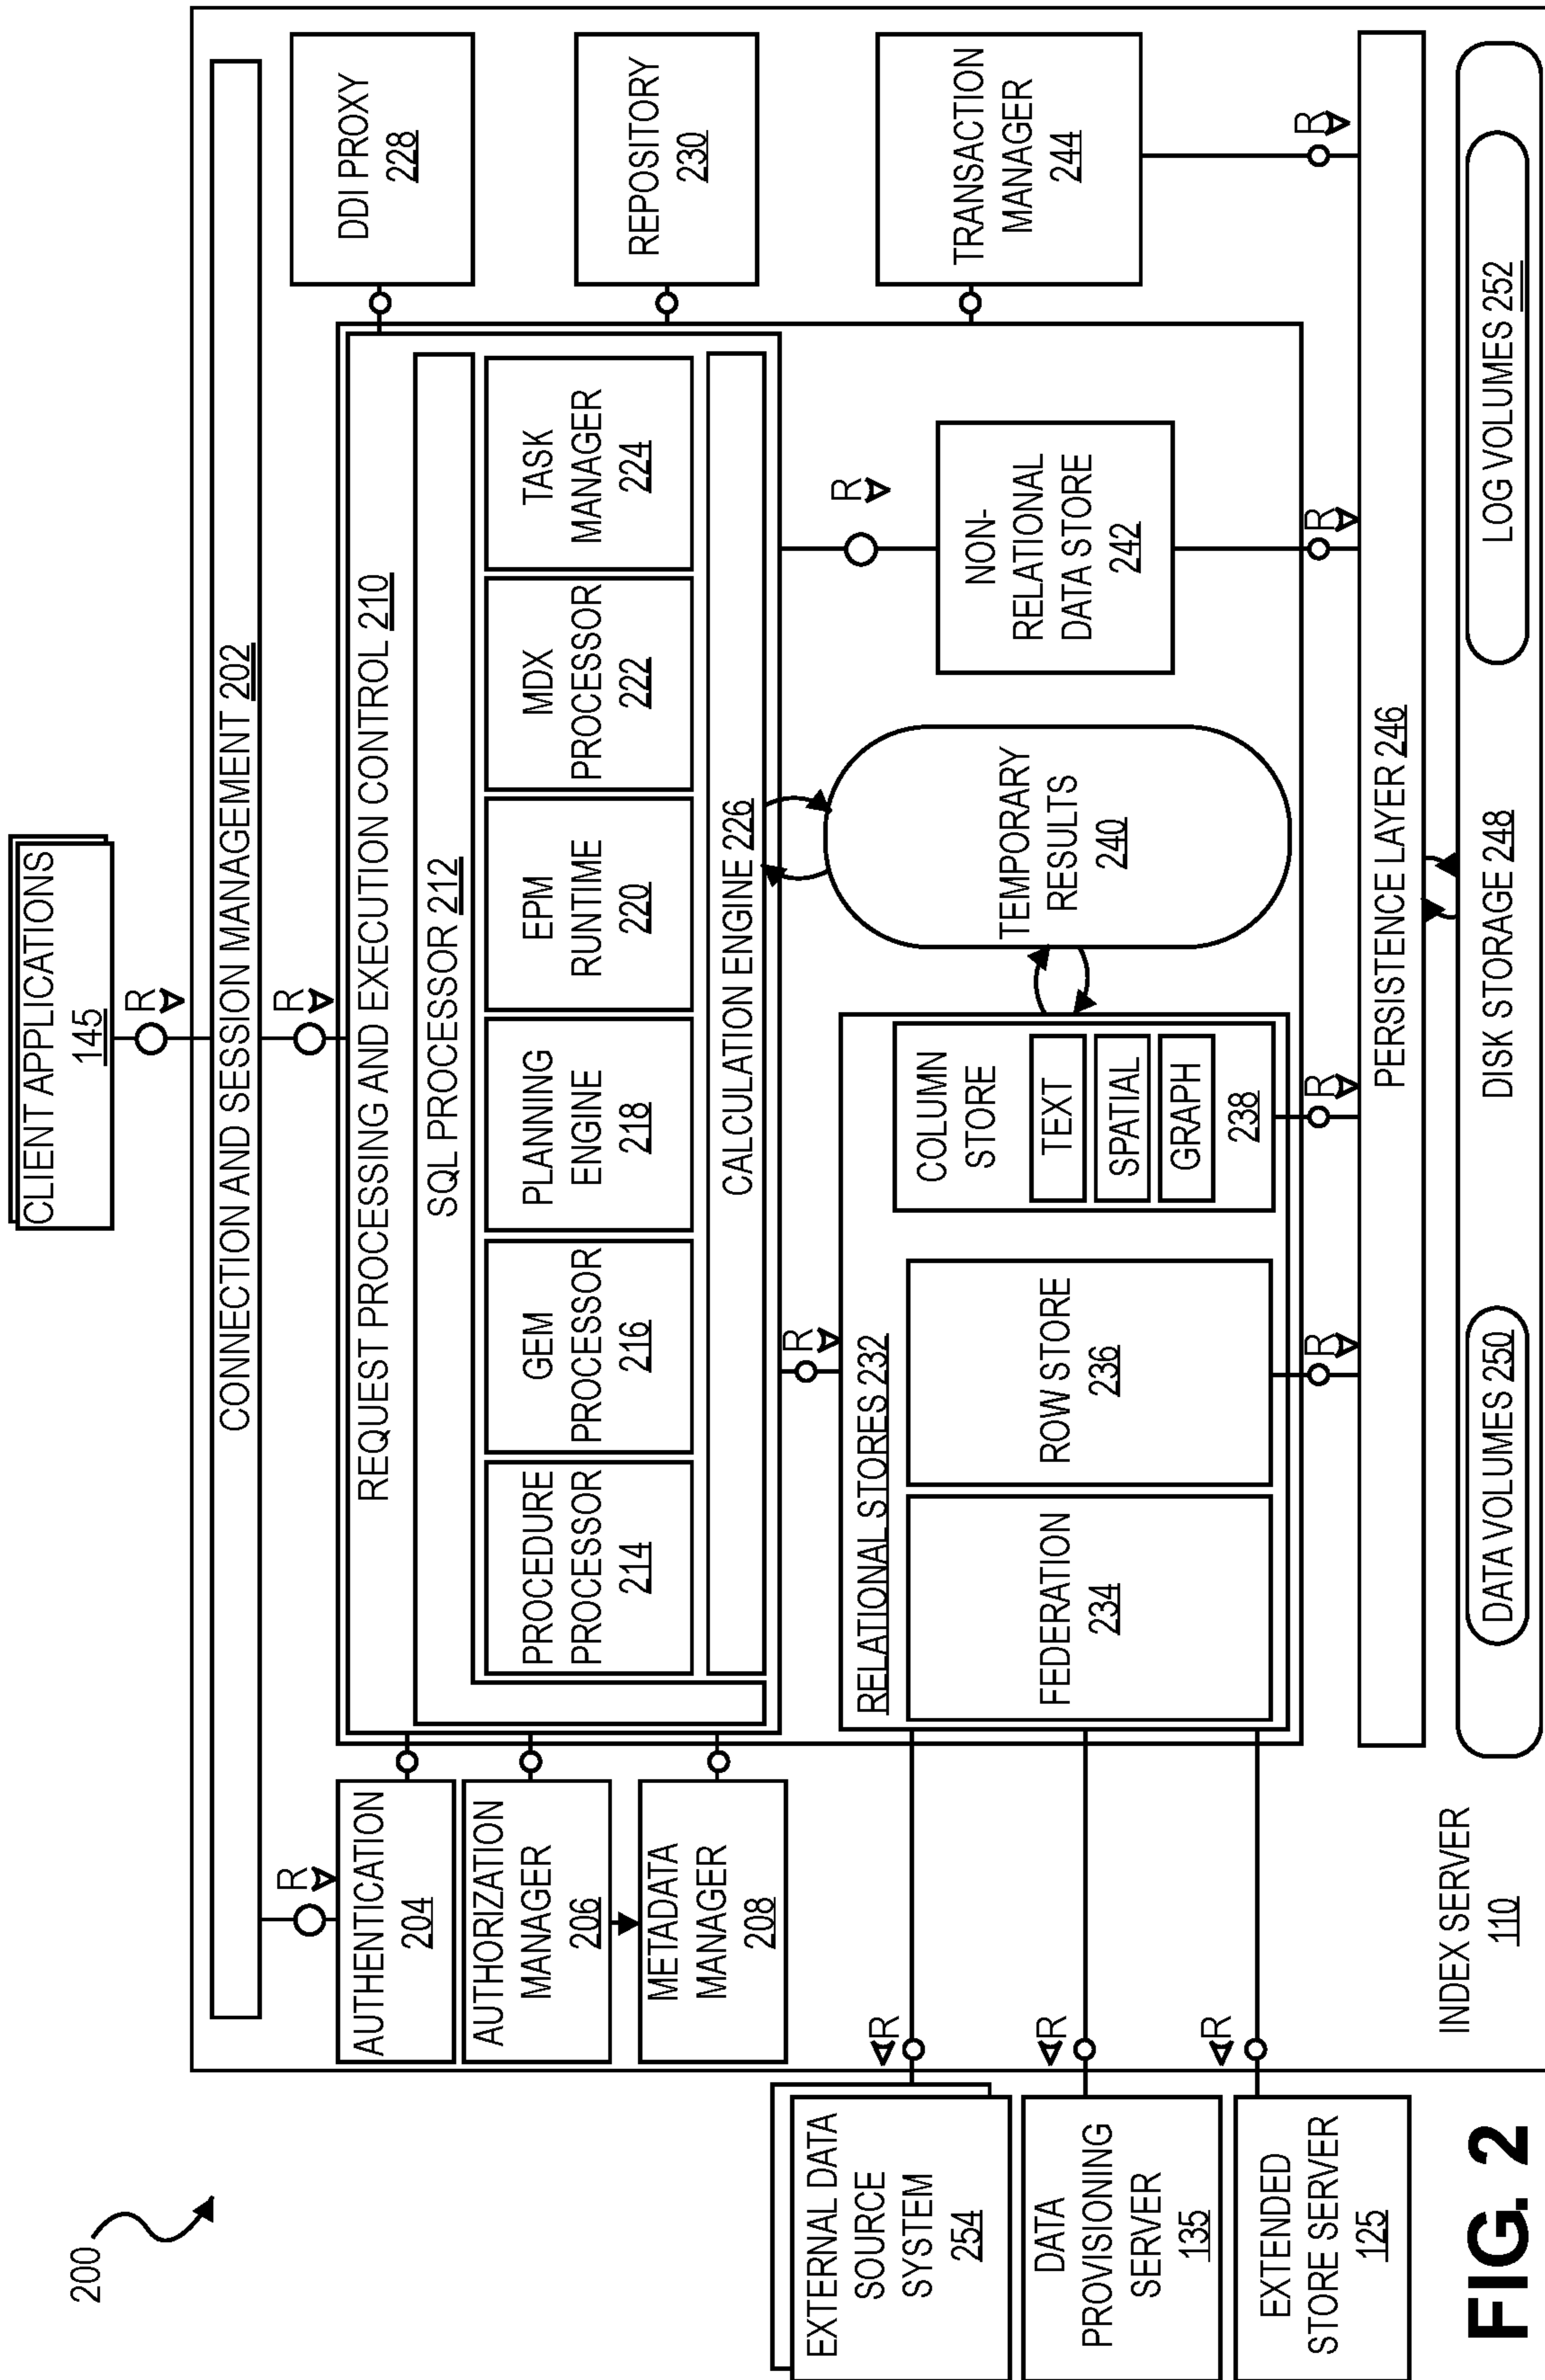 200
CLIENT APPLICATIONS
145
R
CONNECTION AND SESSION MANAGEMENT 202
R
R
AUTHENTICATION
204
AUTHORIZATION
MANAGER
206
METADATA
MANAGER
208
REQUEST PROCESSING AND EXECUTION CONTROL 210
SQL PROCESSOR 212
PROCEDURE
PROCESSOR
214
GEM
PROCESSOR
216
PLANNING
ENGINE
218
EPM
RUNTIME
220
MDX
PROCESSOR
222
TASK
MANAGER
224
CALCULATION ENGINE 226
DDI PROXY
228
REPOSITORY
230
TRANSACTION
MANAGER
244
R
R
RELATIONAL STORES 232
FEDERATION
234
ROW STORE
236
COLUMN
STORE
TEXT
SPATIAL
GRAPH
238
TEMPORARY
RESULTS
240
NON-
RELATIONAL
DATA STORE
242
EXTERNAL DATA
SOURCE
SYSTEM
254
R
DATA
PROVISIONING
SERVER
135
R
EXTENDED
STORE SERVER
125
R
R
R
R
R
PERSISTENCE LAYER 246
DISK STORAGE 248
DATA VOLUMES 250
LOG VOLUMES 252
INDEX SERVER
110
FIG. 2